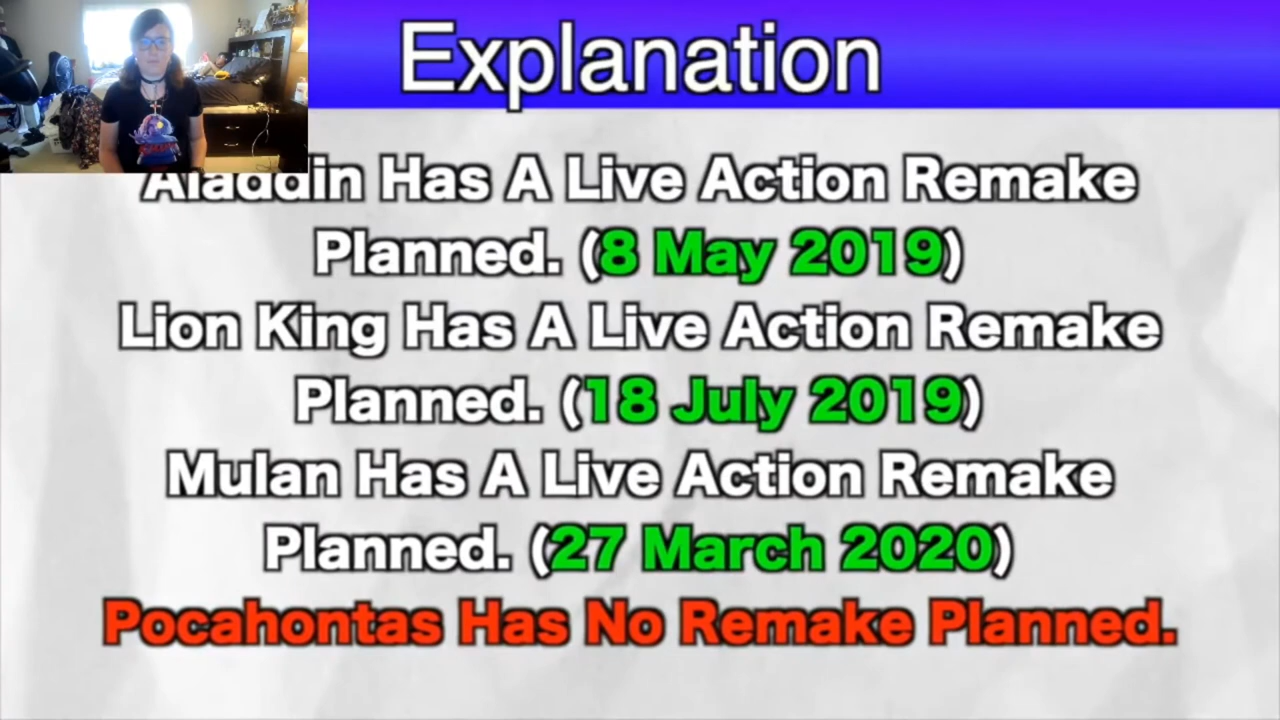 Explanation
Aladdin Has A Live Action Remake
Planned. (8 May 2019)
Lion King Has A Live Action Remake
Planned. (18 July 2019)
Mulan Has A Live Action Remake
Planned. (27 March 2020)
Pocahontas Has No Remake Planned.